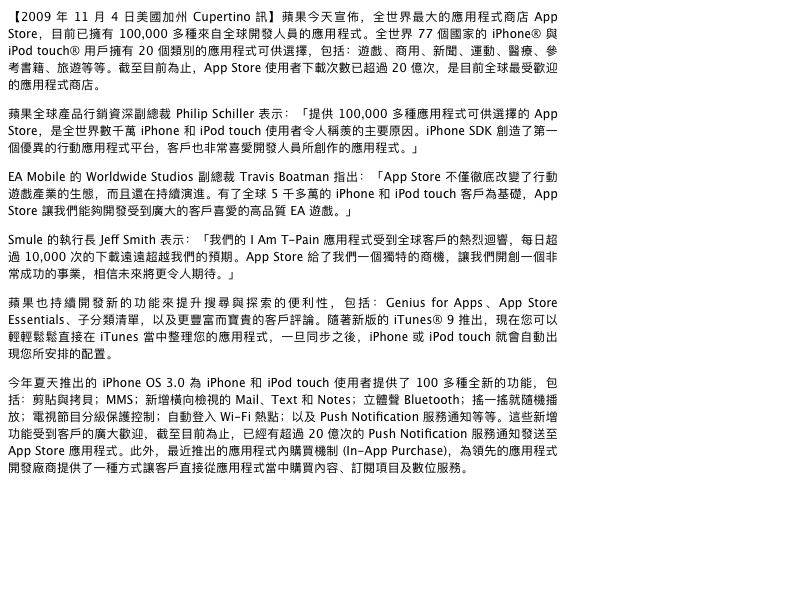 【2009 年 11 月 4 日美國加州 Cupertino 訊】蘋果今天宣佈，全世界最大的應用程式商店 App
Store，目前已擁有 100,000 多種來自全球開發人員的應用程式。全世界 77 個國家的 iPhone® 與
iPod touch® 用戶擁有 20 個類別的應用程式可供選擇，包括：遊戲、商用、新聞、運動、醫療、參
考書籍、旅遊等等。截至目前為止，App Store 使用者下載次數已超過 20 億次，是目前全球最受歡迎
的應用程式商店。
蘋果全球產品行銷資深副總裁 Philip Schiller 表示：「提供 100,000 多種應用程式可供選擇的 App
Store，是全世界數千萬 iPhone 和 iPod touch 使用者令人稱羨的主要原因。iPhone SDK 創造了第一
個優異的行動應用程式平台，客戶也非常喜愛開發人員所創作的應用程式。」
EA Mobile 的 Worldwide Studios 副總裁 Travis Boatman 指出：「App Store 不僅徹底改變了行動
遊戲產業的生態，而且還在持續演進。有了全球 5 千多萬的 iPhone 和 iPod touch 客戶為基礎，App
Store 讓我們能夠開發受到廣大的客戶喜愛的高品質 EA 遊戲。」
Smule 的執行長 Jeff Smith 表示：「我們的 I Am T-Pain 應用程式受到全球客戶的熱烈迴響，每日超
過 10,000 次的下載遠遠超越我們的預期。App Store 給了我們一個獨特的商機，讓我們開創一個非
常成功的事業，相信未來將更令人期待。」
蘋果也持續開發新的功能來提升搜尋與探索的便利性，包括：Genius for Apps、App Store
Essentials、子分類清單，以及更豐富而寶貴的客戶評論。隨著新版的 iTunes® 9 推出，現在您可以
輕輕鬆鬆直接在 iTunes 當中整理您的應用程式，一旦同步之後，iPhone 或 iPod touch 就會自動出
現您所安排的配置。
今年夏天推出的 iPhone OS 3.0 為 iPhone 和 iPod touch 使用者提供了 100 多種全新的功能，包
括：剪貼與拷貝；MMS；新增橫向檢視的 Mail、Text 和 Notes；立體聲 Bluetooth；搖一搖就隨機播
放；電視節目分級保護控制；自動登入 Wi-Fi 熱點；以及 Push Notification 服務通知等等。這些新增
功能受到客戶的廣大歡迎，截至目前為止，已經有超過 20 億次的 Push Notification 服務通知發送至
App Store 應用程式。此外，最近推出的應用程式內購買機制 (In-App Purchase)，為領先的應用程式
開發廠商提供了一種方式讓客戶直接從應用程式當中購買內容、訂閱項目及數位服務。